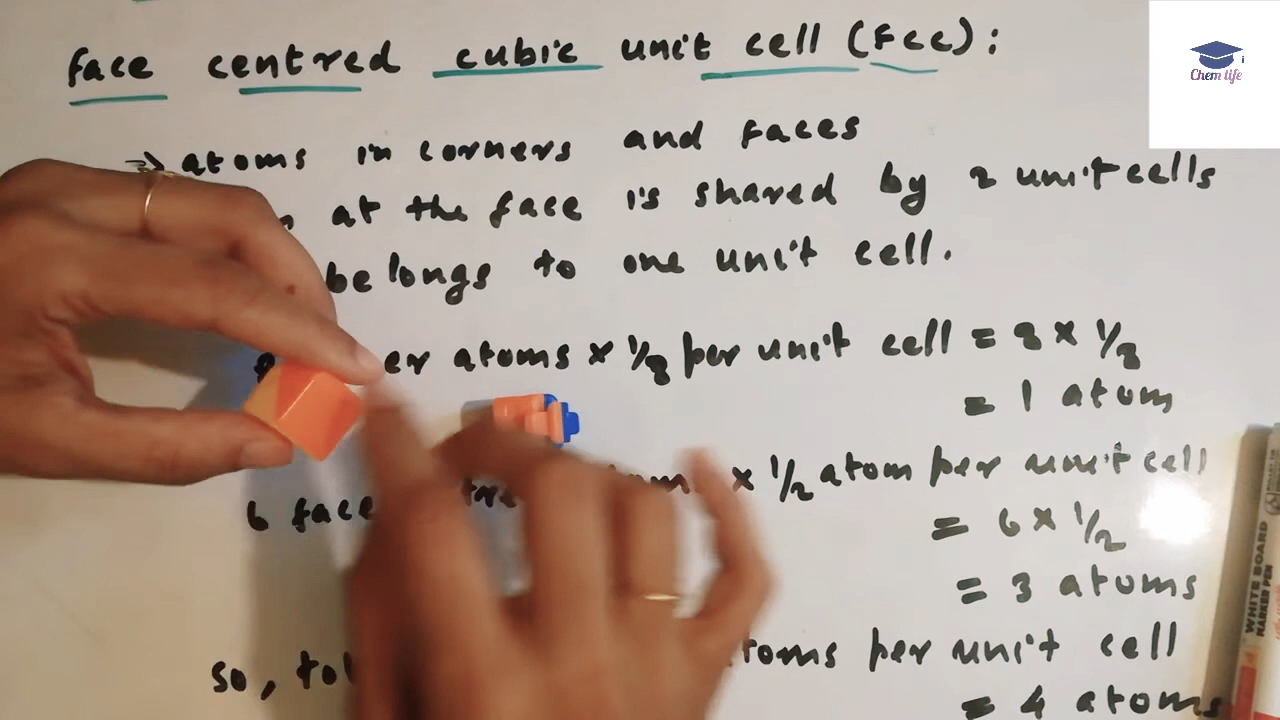 face centred cubic unit cell (Fcc):
Chem life
⇒ atoms in corners and faces
at the face is shared by 2 unit cells
belongs to one unit cell.
er atoms × 1/8 per unit cell = 8 × 1/8
= 1 atom
6 face × 1/2 atom per unit cell
= 6 × 1/2
= 3 atoms
so, to toms per unit cell
= 4 atoms
WHITE BOARD
MARKER PEN